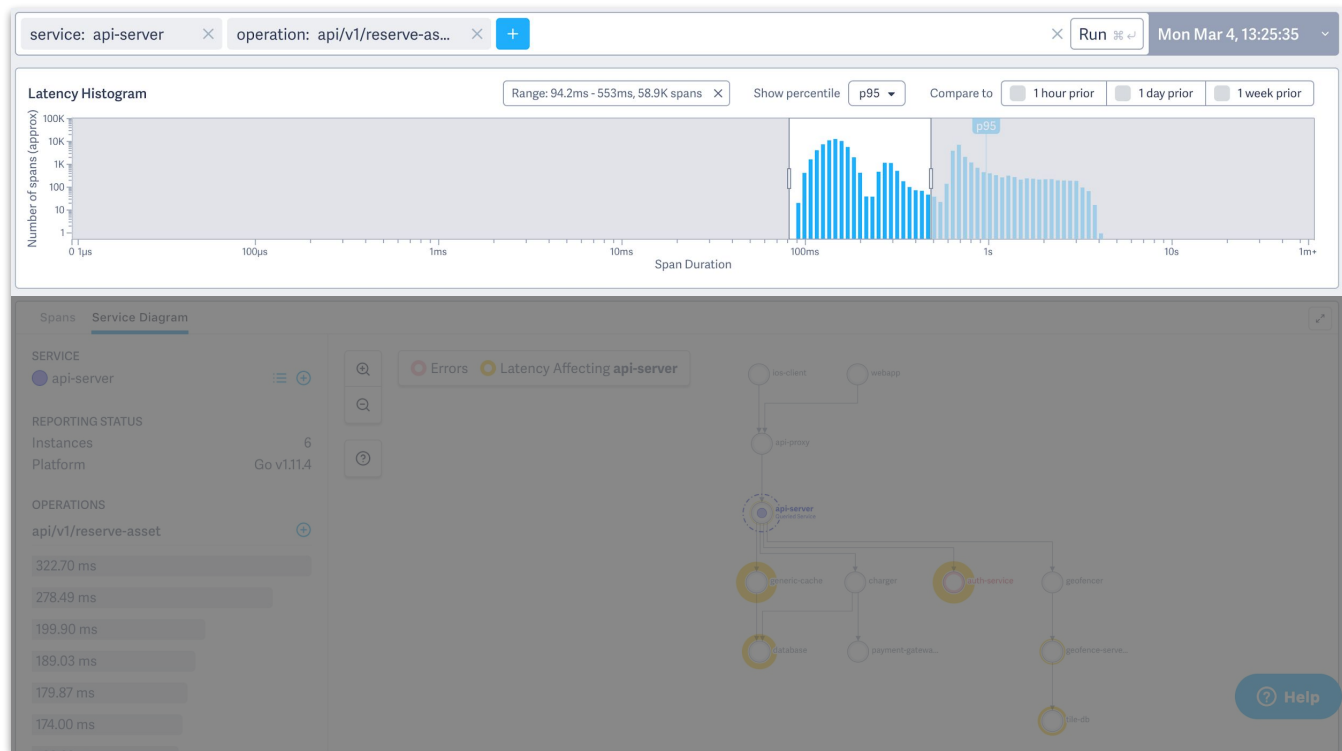 service: api-server × operation: api/v1/reserve-as... × + × Run ⌘↵ Mon Mar 4, 13:25:35
Latency Histogram Range: 94.2ms - 553ms, 58.9K spans × Show percentile p95 Compare to 1 hour prior 1 day prior 1 week prior
Number of spans (approx)
100K
10K
1K
100
10
1
p95
0 1µs 100µs 1ms 10ms 100ms 1s 10s 1m+
Span Duration
Spans Service Diagram
SERVICE
api-server
REPORTING STATUS
Instances 6
Platform Go v1.11.4
OPERATIONS
api/v1/reserve-asset
322.70 ms
278.49 ms
199.90 ms
189.03 ms
179.87 ms
174.00 ms
Errors Latency Affecting api-server
ios-client webapp
api-proxy
api-server
generic-cache charger auth-service geofencer
database payment-gatewa... geofence-serve...
tile-db
Help